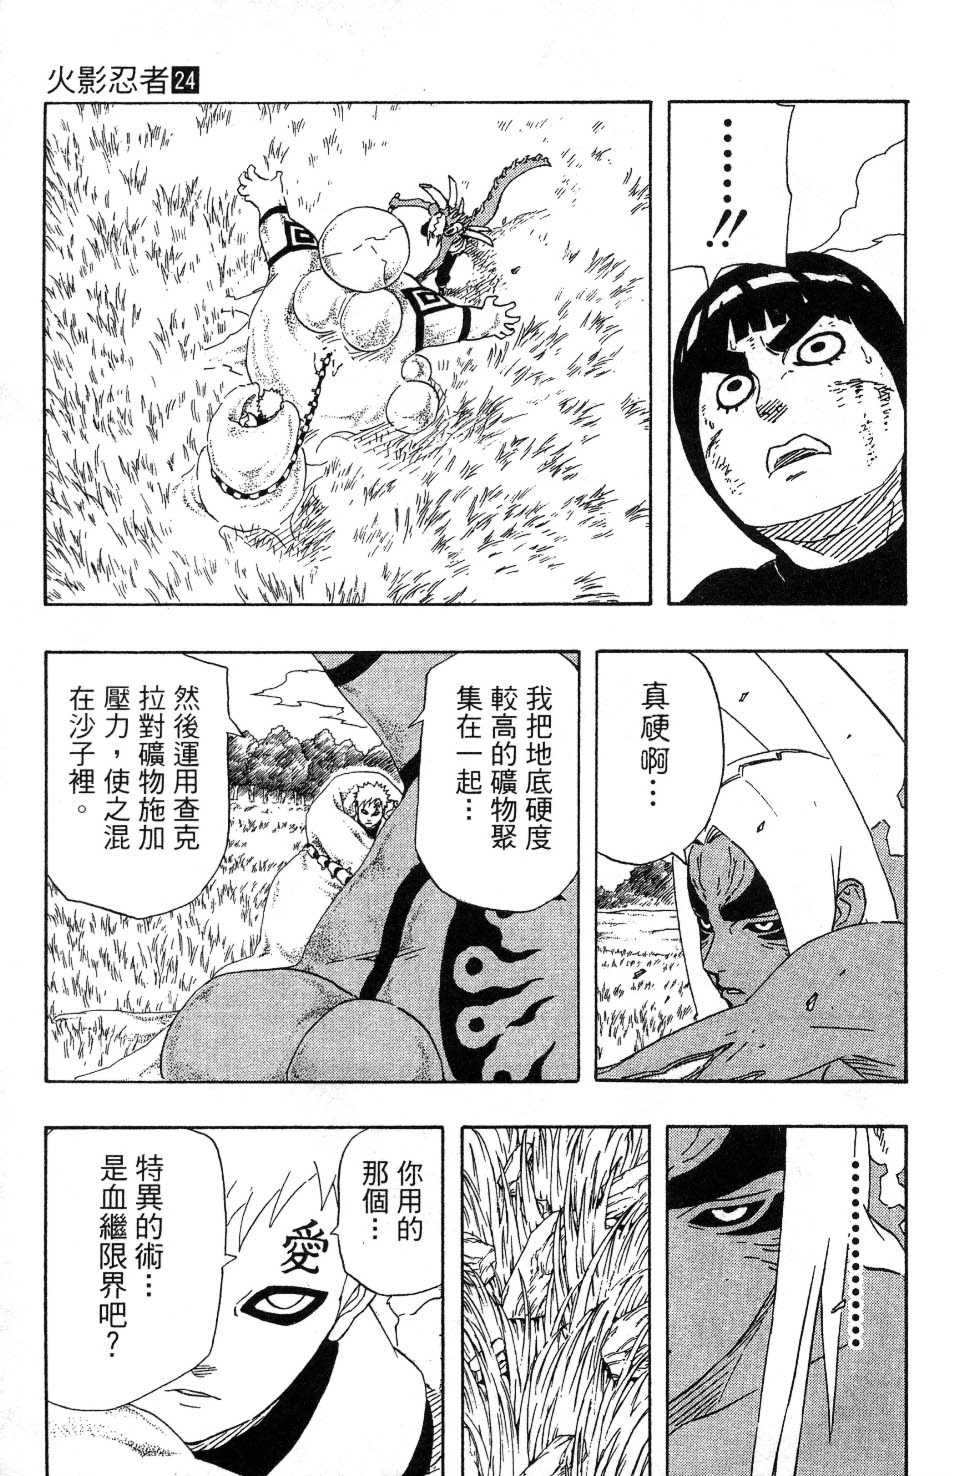 火影忍者24
……!!
真硬啊…
我把地底硬度
較高的礦物聚
集在一起…
然後運用查克
拉對礦物施加
壓力，使之混
在沙子裡。
…………
你用的
那個…
愛
特異的術…
是血繼限界吧？